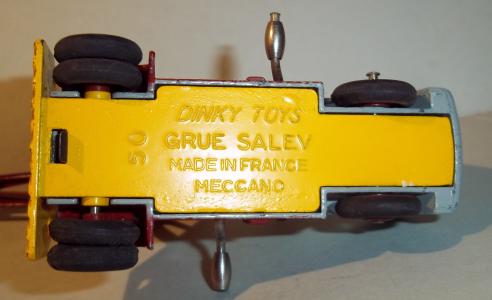 DINKY TOYS
50
GRUE SALEV
MADE IN FRANCE
MECCANO